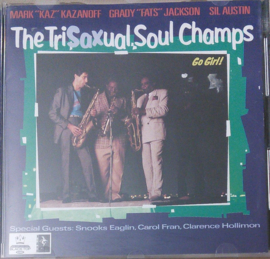 MARK "KAZ" KAZANOFF GRADY "FATS" JACKSON SIL AUSTIN
The TriSaxual Soul Champs
Go Girl!
Special Guests: Snooks Eaglin, Carol Fran, Clarence Hollimon